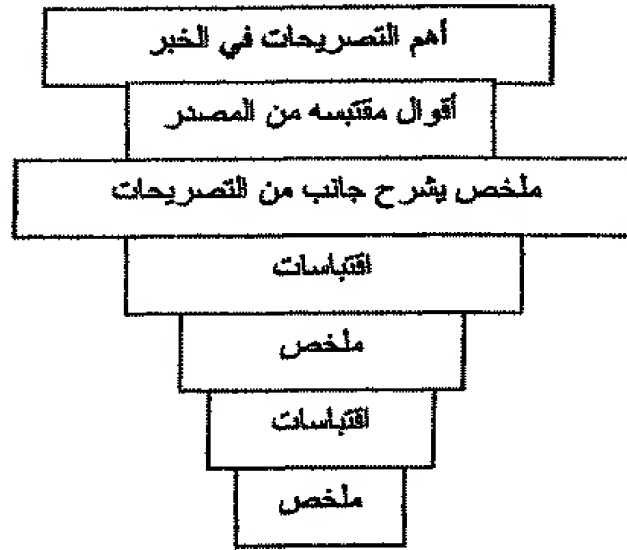 أهم التصريحات في الخبر
أقوال مقتبسه من المصدر
ملخص يشرح جانب من التصريحات
اقتباسات
ملخص
اقتباسات
ملخص